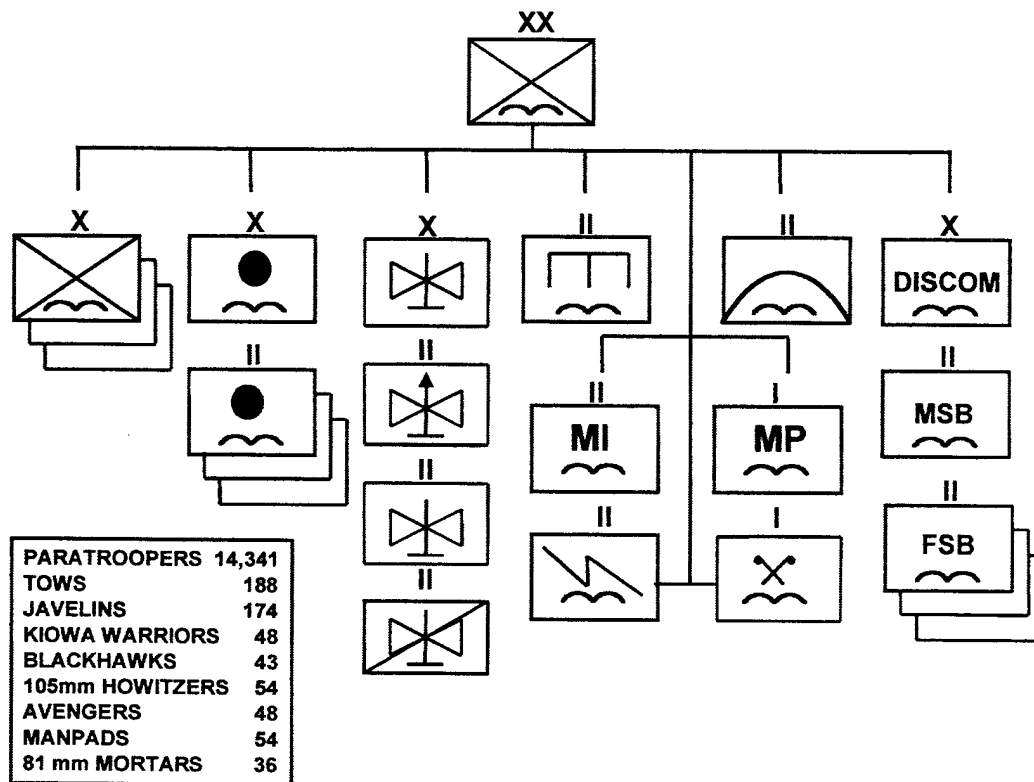 XX
X
X
X
II
II
X
DISCOM
II
II
II
MI
I
MP
II
MSB
II
II
I
II
FSB
II
PARATROOPERS 14,341
TOWS 188
JAVELINS 174
KIOWA WARRIORS 48
BLACKHAWKS 43
105mm HOWITZERS 54
AVENGERS 48
MANPADS 54
81 mm MORTARS 36